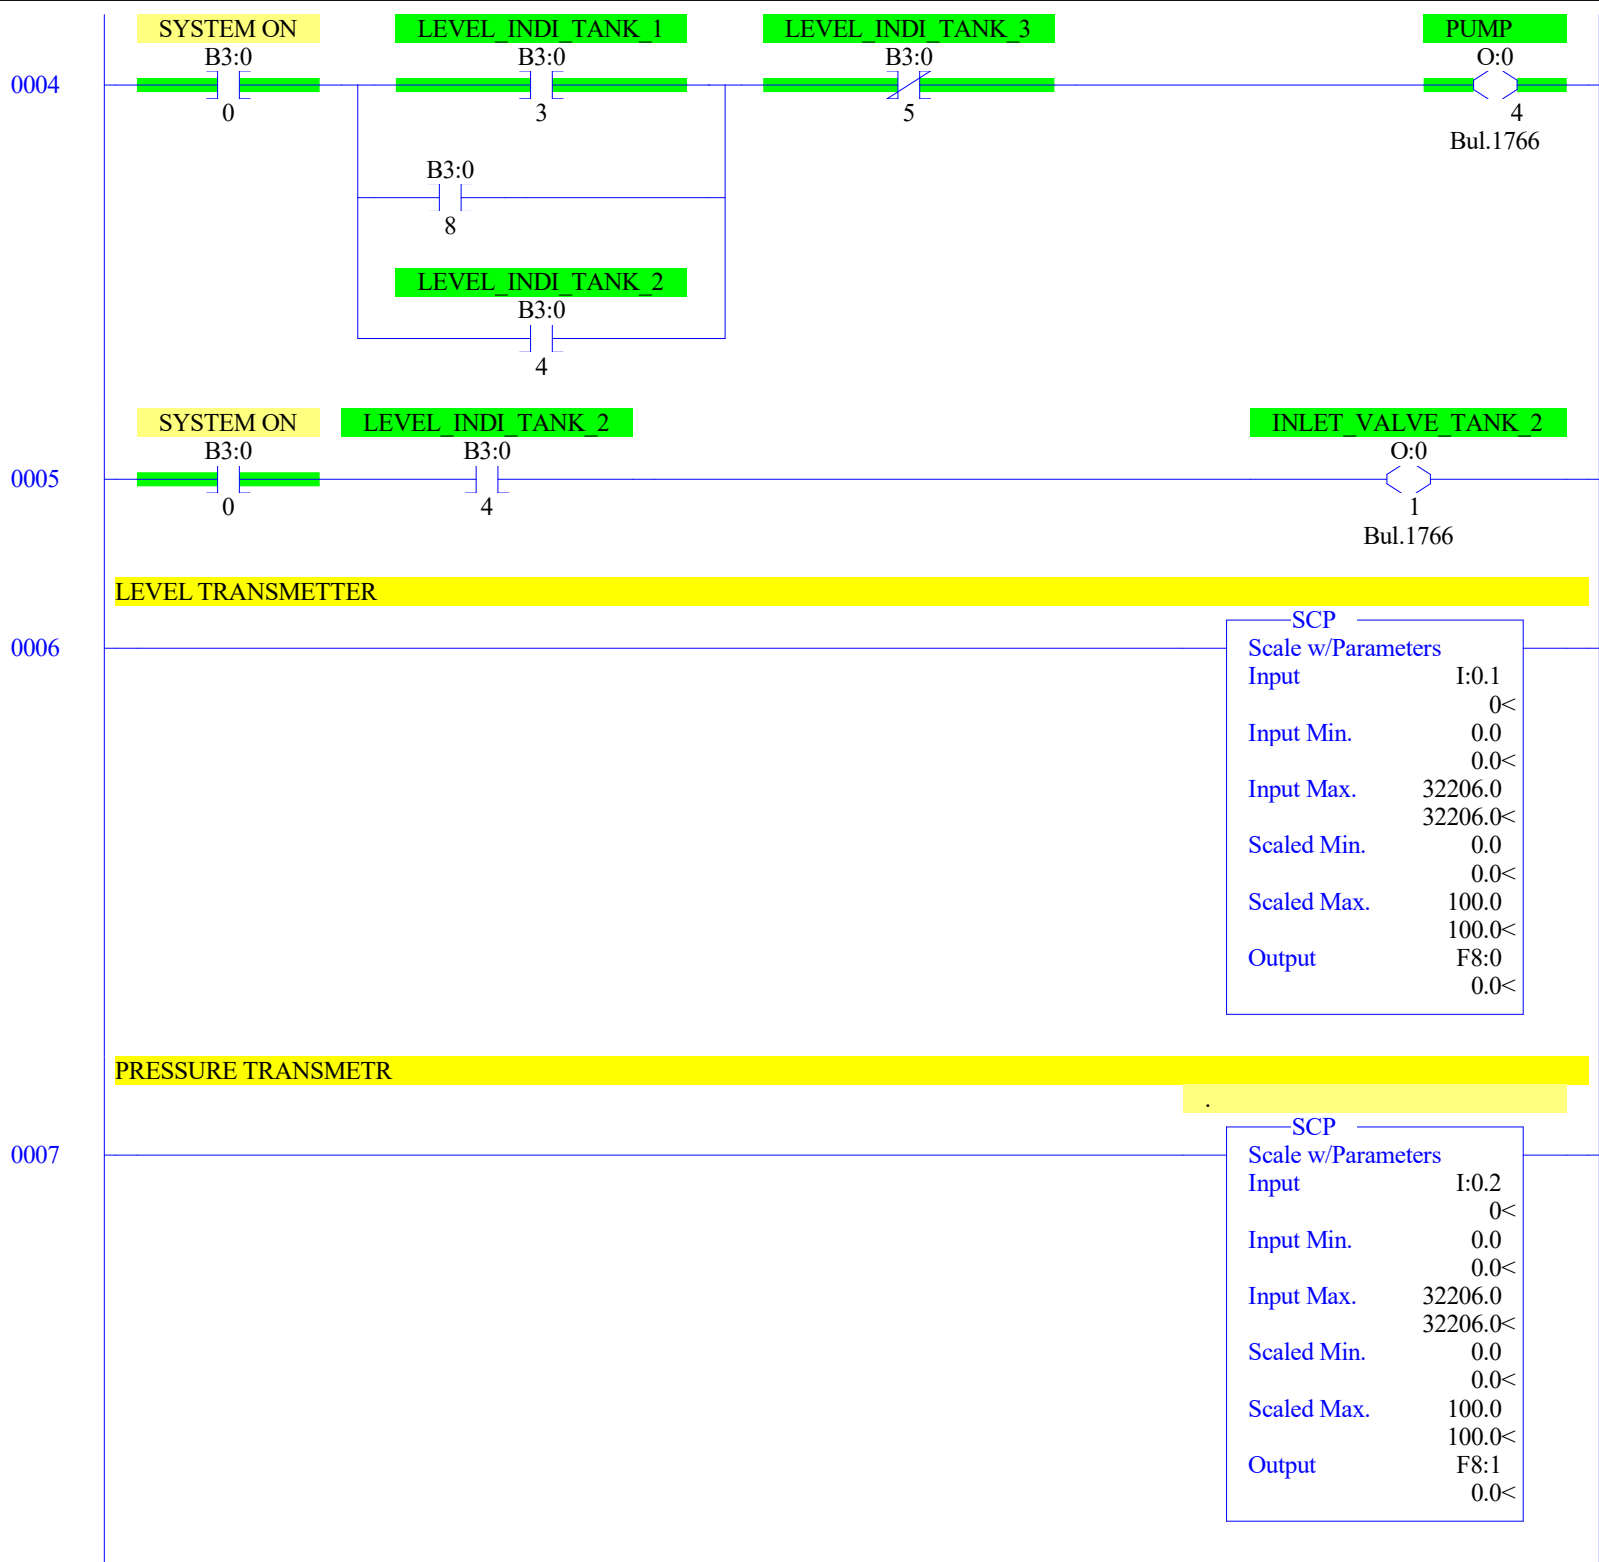 SYSTEM ON LEVEL_INDI_TANK_1 LEVEL_INDI_TANK_3 PUMP
B3:0 B3:0 B3:0 O:0
0004
0 3 5 4
Bul.1766
B3:0
8
LEVEL_INDI_TANK_2
B3:0
4
SYSTEM ON LEVEL_INDI_TANK_2 INLET_VALVE_TANK_2
B3:0 B3:0 O:0
0005
0 4 1
Bul.1766
LEVEL TRANSMETTER
SCP
0006 Scale w/Parameters
Input I:0.1
0<
Input Min. 0.0
0.0<
Input Max. 32206.0
32206.0<
Scaled Min. 0.0
0.0<
Scaled Max. 100.0
100.0<
Output F8:0
0.0<
PRESSURE TRANSMETR
.
SCP
0007 Scale w/Parameters
Input I:0.2
0<
Input Min. 0.0
0.0<
Input Max. 32206.0
32206.0<
Scaled Min. 0.0
0.0<
Scaled Max. 100.0
100.0<
Output F8:1
0.0<